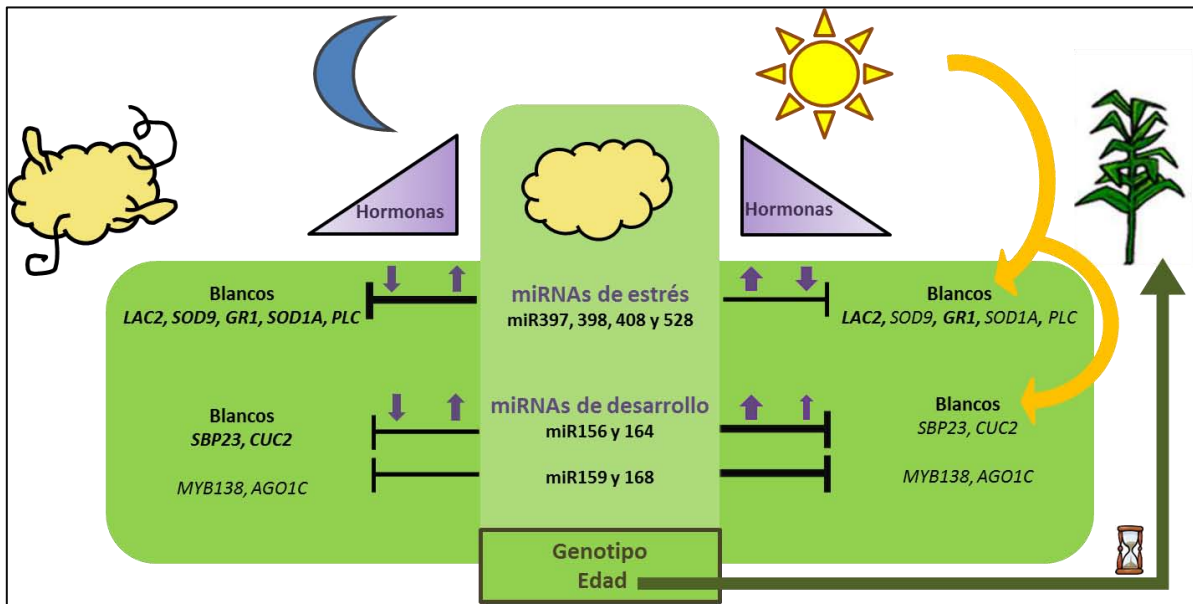 Hormonas
Hormonas
Blancos
LAC2, SOD9, GR1, SOD1A, PLC
miRNAs de estrés
miR397, 398, 408 y 528
Blancos
LAC2, SOD9, GR1, SOD1A, PLC
Blancos
SBP23, CUC2
miRNAs de desarrollo
miR156 y 164
Blancos
SBP23, CUC2
MYB138, AGO1C
miR159 y 168
MYB138, AGO1C
Genotipo
Edad